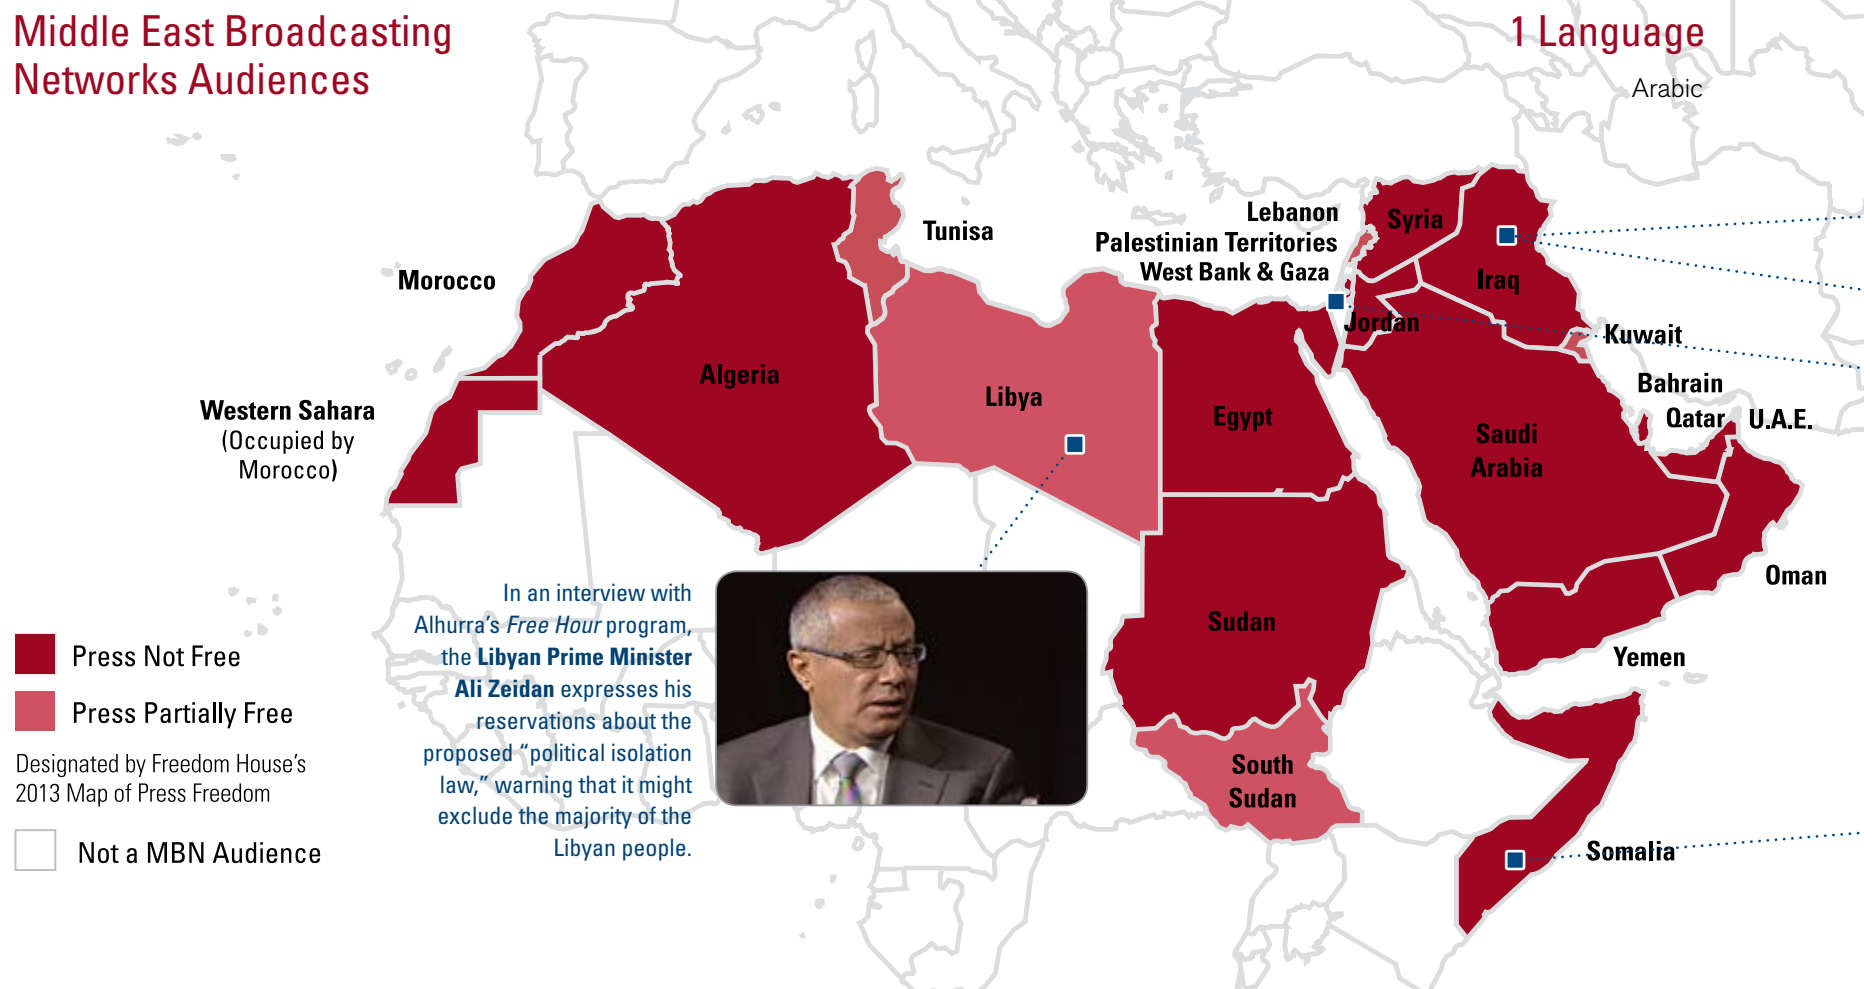 Middle East Broadcasting
Networks Audiences
1 Language
Arabic
Lebanon
Palestinian Territories
West Bank & Gaza
Syria
Iraq
Jordan
Kuwait
Tunisa
Morocco
Algeria
Libya
Egypt
Bahrain
Qatar
U.A.E.
Saudi
Arabia
Western Sahara
(Occupied by
Morocco)
Oman
Sudan
Yemen
South
Sudan
Somalia
In an interview with
Alhurra’s Free Hour program,
the Libyan Prime Minister
Ali Zeidan expresses his
reservations about the
proposed “political isolation
law,” warning that it might
exclude the majority of the
Libyan people.
Press Not Free
Press Partially Free
Designated by Freedom House’s
2013 Map of Press Freedom
Not a MBN Audience